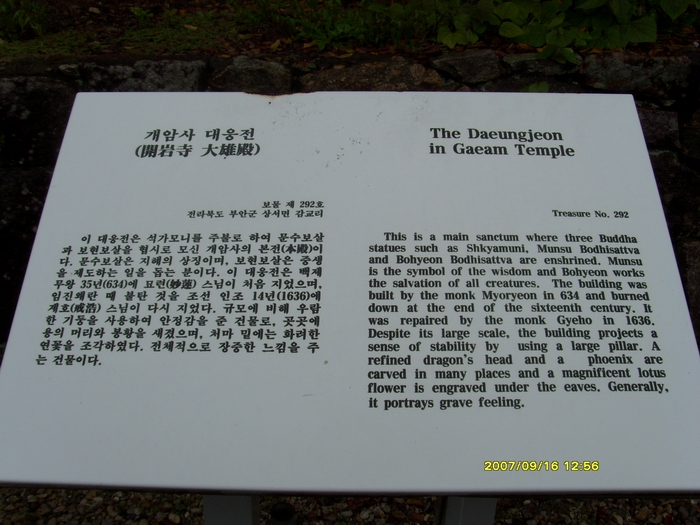 개암사 대웅전
(開岩寺 大雄殿)
보물 제 292호
전라북도 부안군 상서면 감교리
이 대웅전은 석가모니를 주불로 하여 문수보살
과 보현보살을 협시로 모신 개암사의 본전(本殿)이
다. 문수보살은 지혜의 상징이며, 보현보살은 중생
을 제도하는 일을 돕는 분이다. 이 대웅전은 백제
무왕 35년(634)에 묘련(妙蓮) 스님이 처음 지었으며,
임진왜란 때 불탄 것을 조선 인조 14년(1636)에
계호(戒浩) 스님이 다시 지었다. 규모에 비해 우람
한 기둥을 사용하여 안정감을 준 건물로, 곳곳에
용의 머리와 봉황을 새겼으며, 처마 밑에는 화려한
연꽃을 조각하였다. 전체적으로 장중한 느낌을 주
는 건물이다.
The Daeungjeon
in Gaeam Temple
Treasure No. 292
This is a main sanctum where three Buddha
statues such as Shkyamuni, Munsu Bodhisattva
and Bohyeon Bodhisattva are enshrined. Munsu
is the symbol of the wisdom and Bohyeon works
the salvation of all creatures. The building was
built by the monk Myoryeon in 634 and burned
down at the end of the sixteenth century. It
was repaired by the monk Gyeho in 1636.
Despite its large scale, the building projects a
sense of stability by using a large pillar. A
refined dragon's head and a phoenix are
carved in many places and a magnificent lotus
flower is engraved under the eaves. Generally,
it portrays grave feeling.
2007/09/16 12:56